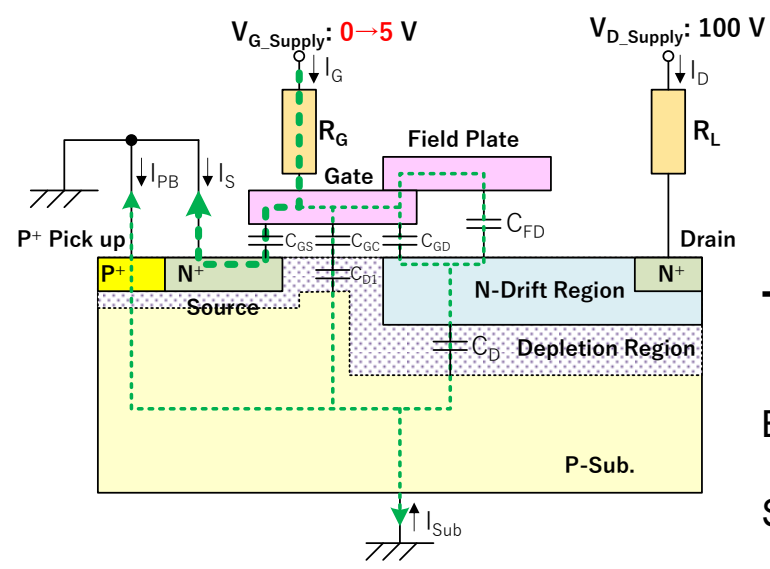 V_G_Supply: 0→5 V
V_D_Supply: 100 V
I_G
I_D
R_G
R_L
Field Plate
Gate
I_PB
I_S
C_FD
P⁺ Pick up
C_GS
C_GC
C_GD
Drain
P⁺
N⁺
C_D1
N-Drift Region
N⁺
Source
C_D
Depletion Region
P-Sub.
I_Sub